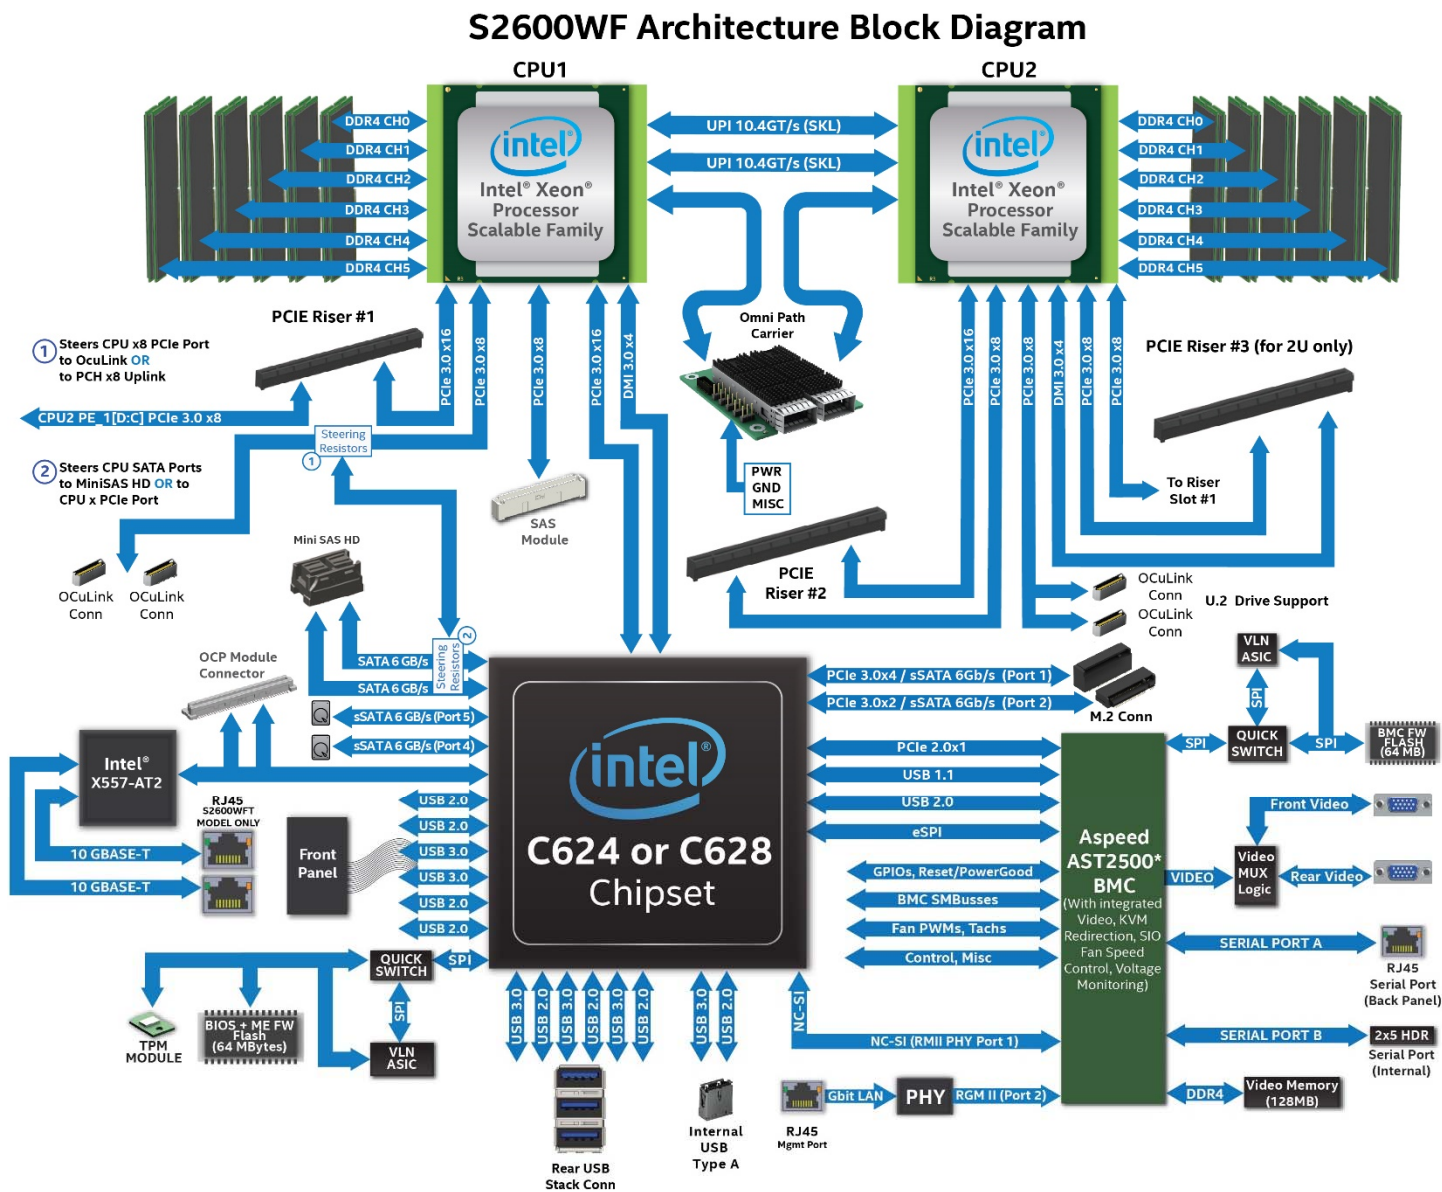 S2600WF Architecture Block Diagram
CPU1
CPU2
DDR4 CH0
DDR4 CH1
DDR4 CH2
DDR4 CH3
DDR4 CH4
DDR4 CH5
intel®
Intel® Xeon®
Processor
Scalable Family
UPI 10.4GT/s (SKL)
UPI 10.4GT/s (SKL)
intel®
Intel® Xeon®
Processor
Scalable Family
DDR4 CH0
DDR4 CH1
DDR4 CH2
DDR4 CH3
DDR4 CH4
DDR4 CH5
PCIE Riser #1
1
Steers CPU x8 PCIe Port
to OcuLink OR
to PCH x8 Uplink
CPU2 PE_1[D:C] PCIe 3.0 x8
2
Steers CPU SATA Ports
to MiniSAS HD OR to
CPU x PCIe Port
PCIe 3.0 x16
PCIe 3.0 x8
PCIe 3.0 x8
PCIe 3.0 x16
DMI 3.0 x4
Steering
Resistors
1
Omni Path
Carrier
PWR
GND
MISC
PCIe 3.0 x16
PCIe 3.0 x8
PCIe 3.0 x8
DMI 3.0 x4
PCIe 3.0 x8
PCIe 3.0 x8
PCIE Riser #3 (for 2U only)
To Riser
Slot #1
SAS
Module
PCIE
Riser #2
Mini SAS HD
OCuLink
Conn
OCuLink
Conn
OCuLink
Conn
OCuLink
Conn
U.2 Drive Support
OCP Module
Connector
SATA 6 GB/s
SATA 6 GB/s
Steering
Resistors
2
sSATA 6 GB/s (Port 5)
sSATA 6 GB/s (Port 4)
Intel®
X557-AT2
RJ45
S2600WFT
MODEL ONLY
10 GBASE-T
10 GBASE-T
Front
Panel
USB 2.0
USB 2.0
USB 3.0
USB 3.0
USB 2.0
USB 2.0
intel®
C624 or C628
Chipset
PCIe 3.0x4 / sSATA 6Gb/s (Port 1)
PCIe 3.0x2 / sSATA 6Gb/s (Port 2)
M.2 Conn
PCIe 2.0x1
USB 1.1
USB 2.0
eSPI
GPIOs, Reset/PowerGood
BMC SMBusses
Fan PWMs, Tachs
Control, Misc
Aspeed
AST2500*
BMC
(With integrated
Video, KVM
Redirection, SIO
Fan Speed
Control, Voltage
Monitoring)
VLN
ASIC
SPI
SPI
QUICK
SWITCH
SPI
BMC FW
FLASH
(64 MB)
Front Video
VIDEO
Video
MUX
Logic
Rear Video
SERIAL PORT A
RJ45
Serial Port
(Back Panel)
SERIAL PORT B
2x5 HDR
Serial Port
(Internal)
DDR4
Video Memory
(128MB)
QUICK
SWITCH
SPI
SPI
VLN
ASIC
TPM
MODULE
BIOS + ME FW
Flash
(64 MBytes)
USB 3.0
USB 2.0
USB 3.0
USB 2.0
USB 3.0
USB 2.0
USB 3.0
USB 2.0
NC-SI
NC-SI (RMII PHY Port 1)
Rear USB
Stack Conn
Internal
USB
Type A
RJ45
Mgmt Port
Gbit LAN
PHY
RGM II (Port 2)